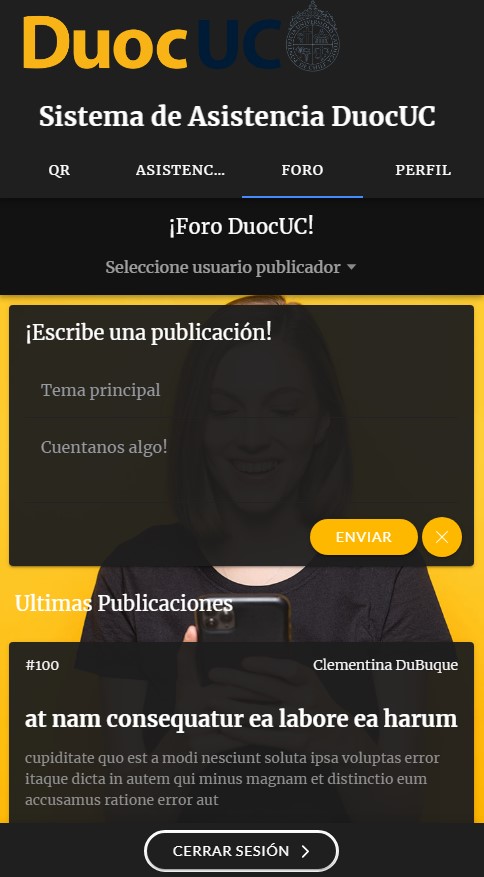 Duoc UC
Sistema de Asistencia DuocUC
QR ASISTENC... FORO PERFIL
¡Foro DuocUC!
Seleccione usuario publicador
¡Escribe una publicación!
Tema principal
Cuentanos algo!
ENVIAR
Ultimas Publicaciones
#100 Clementina DuBuque
at nam consequatur ea labore ea harum
cupiditate quo est a modi nesciunt soluta ipsa voluptas error
itaque dicta in autem qui minus magnam et distinctio eum
accusamus ratione error aut
CERRAR SESIÓN